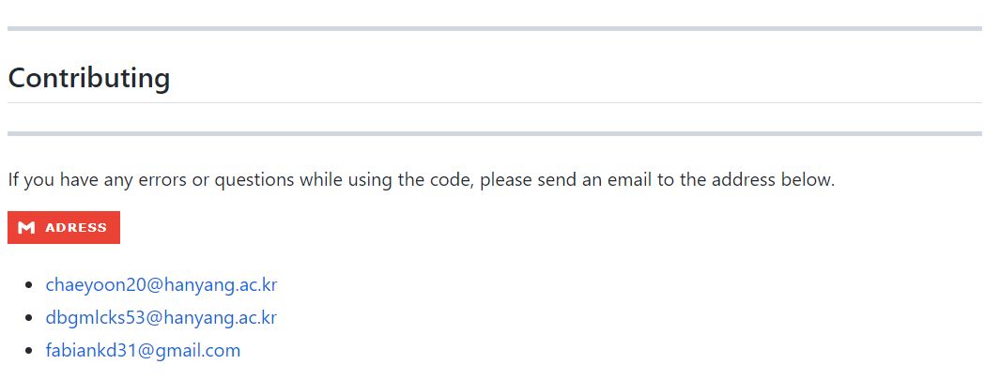 Contributing
If you have any errors or questions while using the code, please send an email to the address below.
ADRESS
chaeyoon20@hanyang.ac.kr
dbgmlcks53@hanyang.ac.kr
fabiankd31@gmail.com